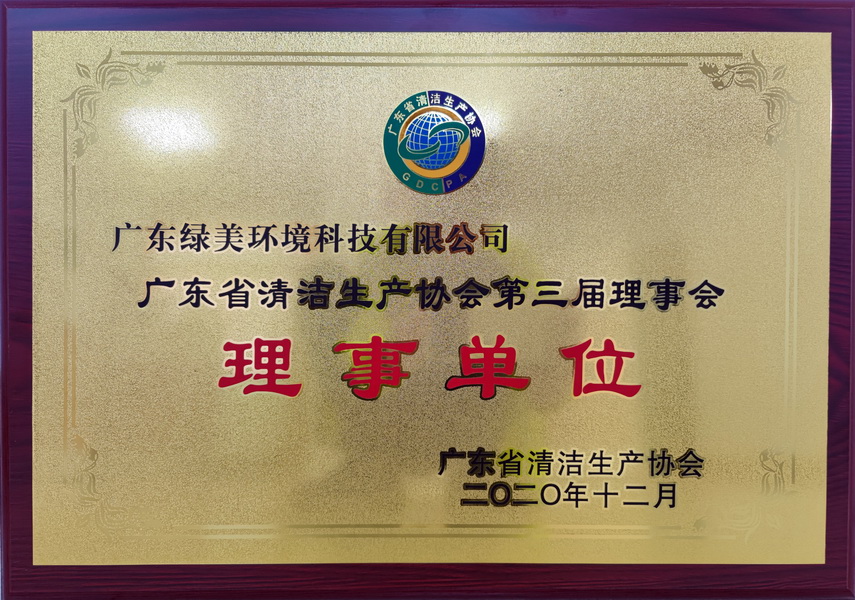 广东省清洁生产协会
GDCPA
广东绿美环境科技有限公司
广东省清洁生产协会第三届理事会
理事单位
广东省清洁生产协会
二〇二〇年十二月